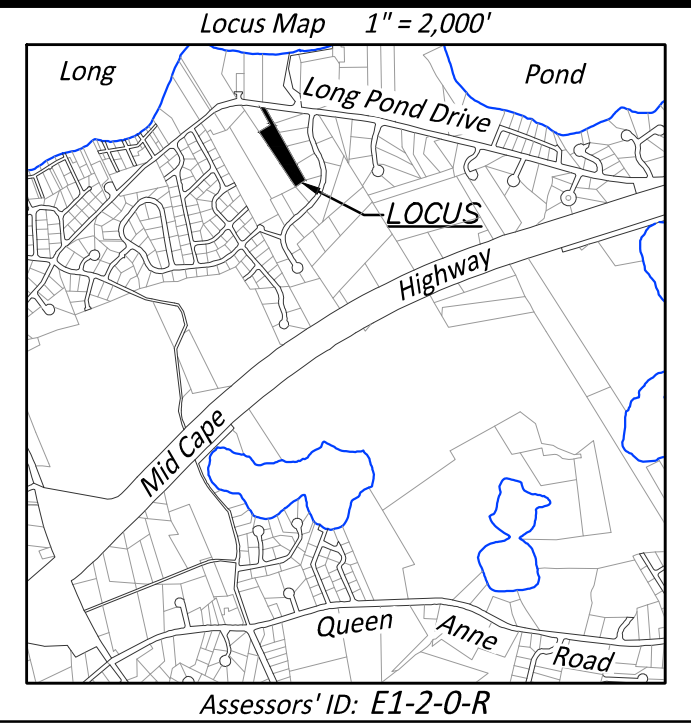 Locus Map 1" = 2,000'
Long
Pond
Long Pond Drive
LOCUS
Highway
Mid Cape
Queen
Anne
Road
Assessors' ID: E1-2-0-R